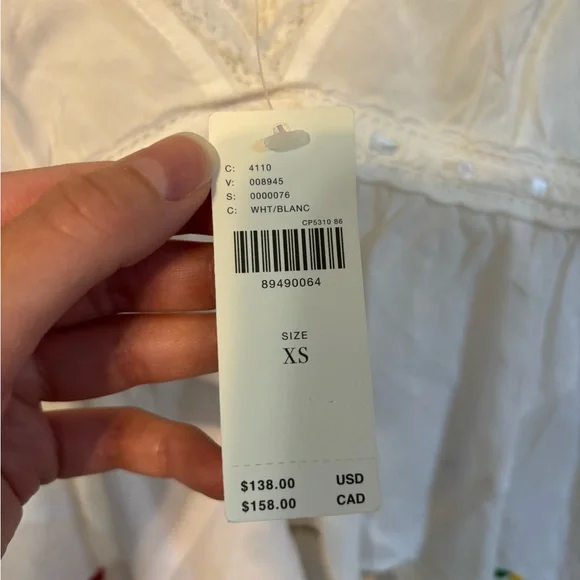 C: 4110
V: 008945
S: 0000076
C: WHT/BLANC
CP5310 86
89490064
SIZE
XS
$138.00 USD
$158.00 CAD